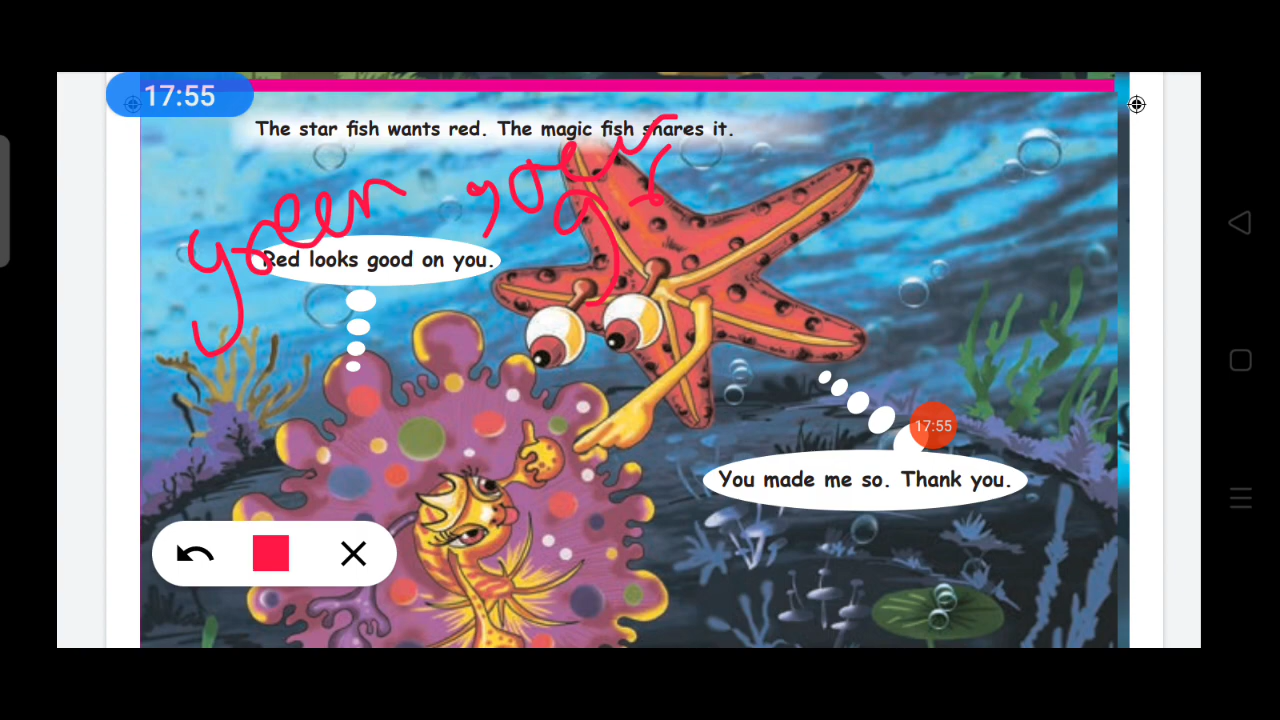 17:55
The star fish wants red. The magic fish shares it.
green
Red looks good on you.
17:55
You made me so. Thank you.